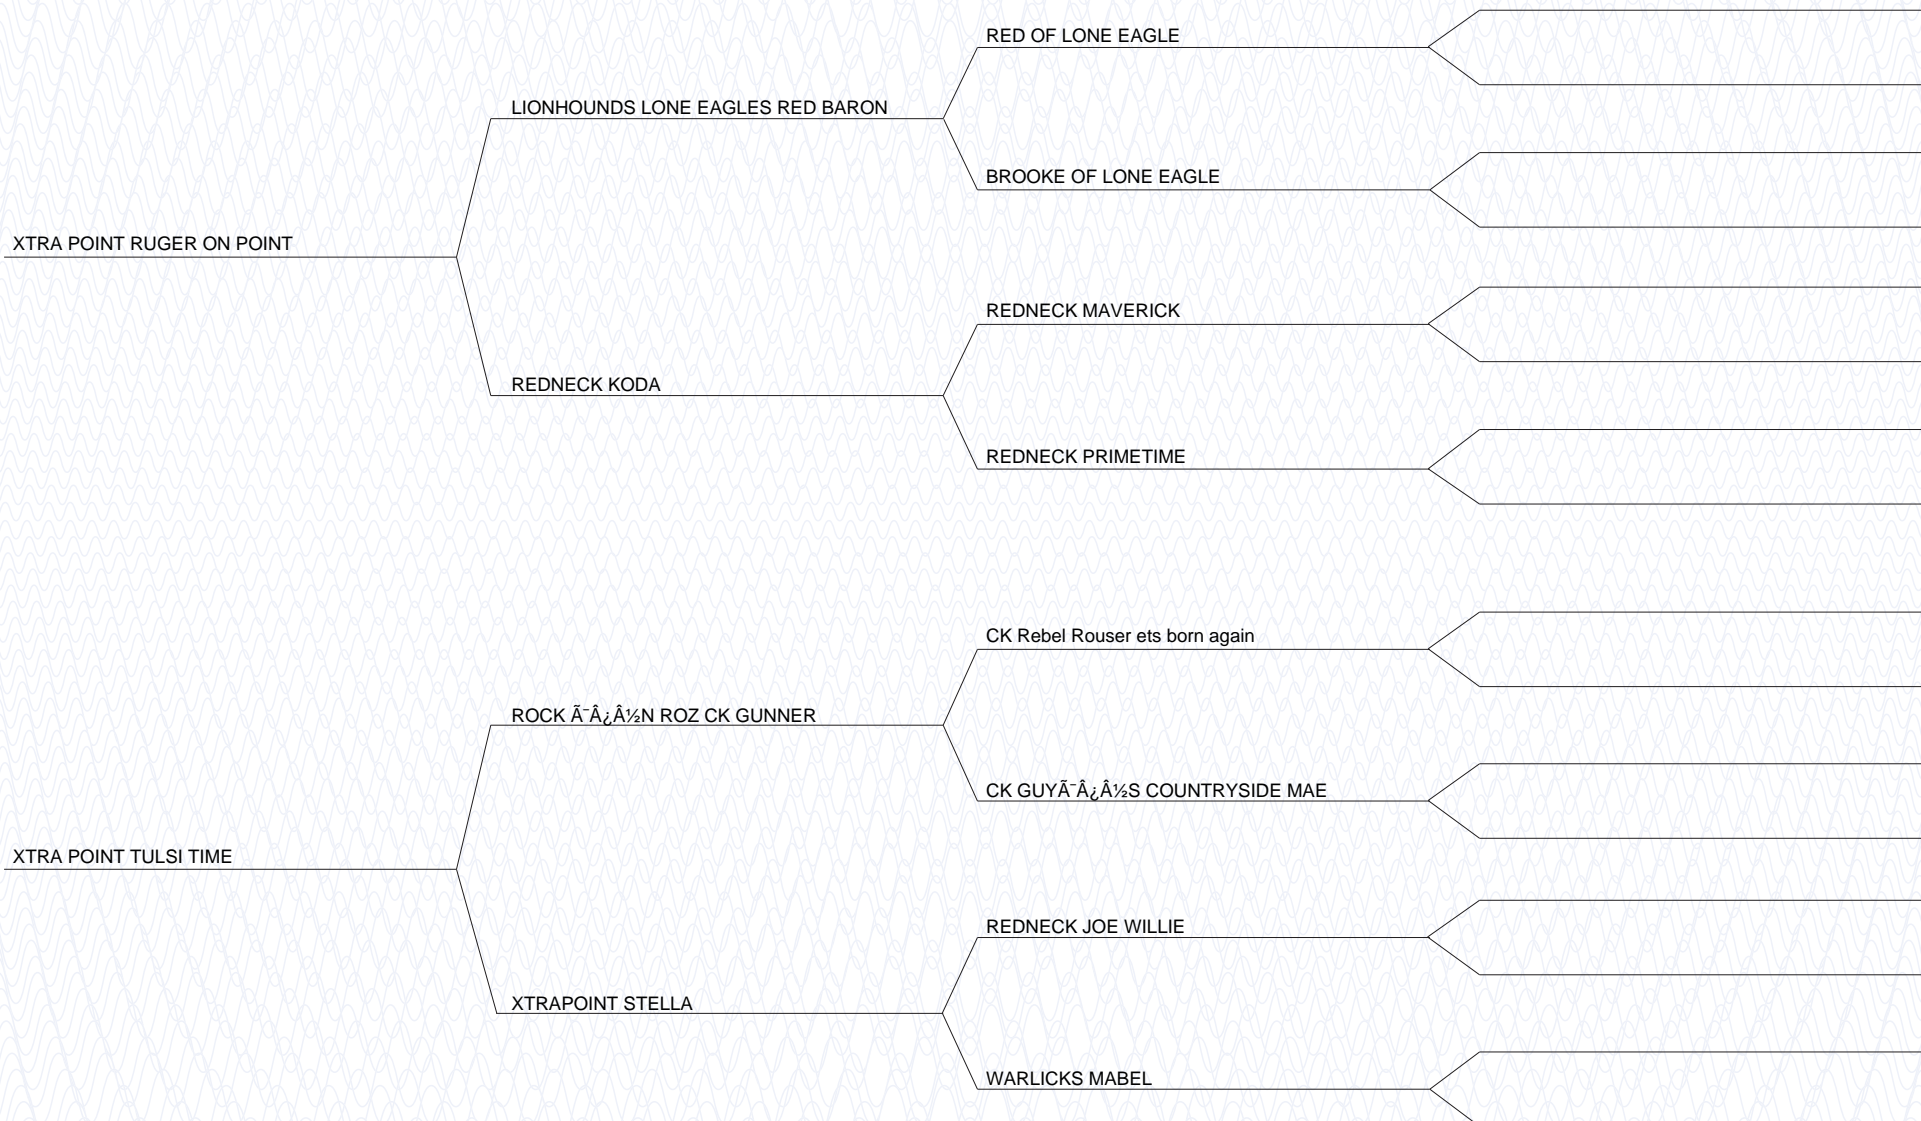 RED OF LONE EAGLE
LIONHOUNDS LONE EAGLES RED BARON
BROOKE OF LONE EAGLE
XTRA POINT RUGER ON POINT
REDNECK MAVERICK
REDNECK KODA
REDNECK PRIMETIME
CK Rebel Rouser ets born again
ROCK Ã¯Â¿Â½N ROZ CK GUNNER
CK GUYÃ¯Â¿Â½S COUNTRYSIDE MAE
XTRA POINT TULSI TIME
REDNECK JOE WILLIE
XTRAPOINT STELLA
WARLICKS MABEL